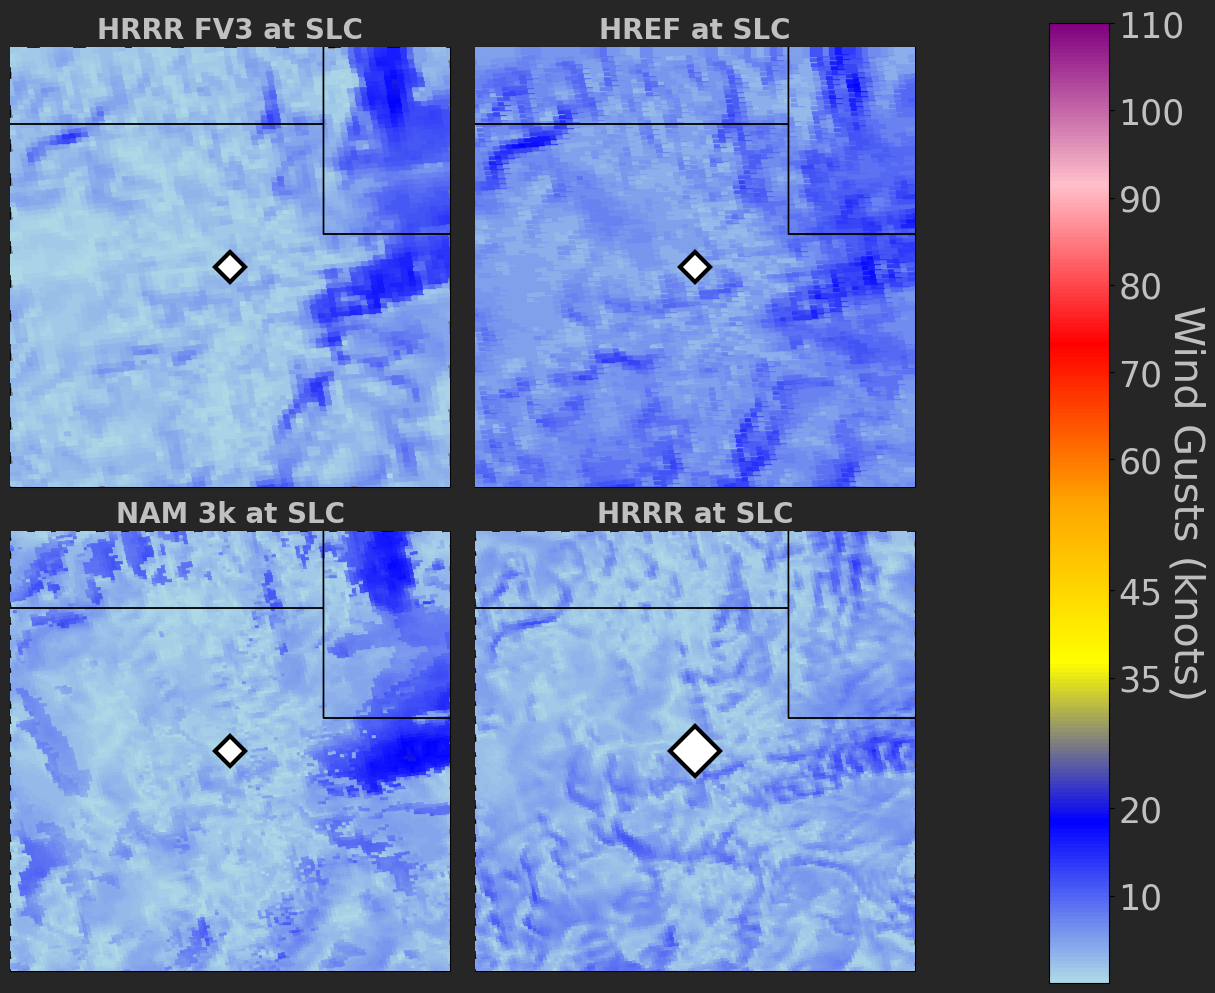 HRRR FV3 at SLC
HREF at SLC
NAM 3k at SLC
HRRR at SLC
110
100
90
80
70
60
45
35
20
10
Wind Gusts (knots)